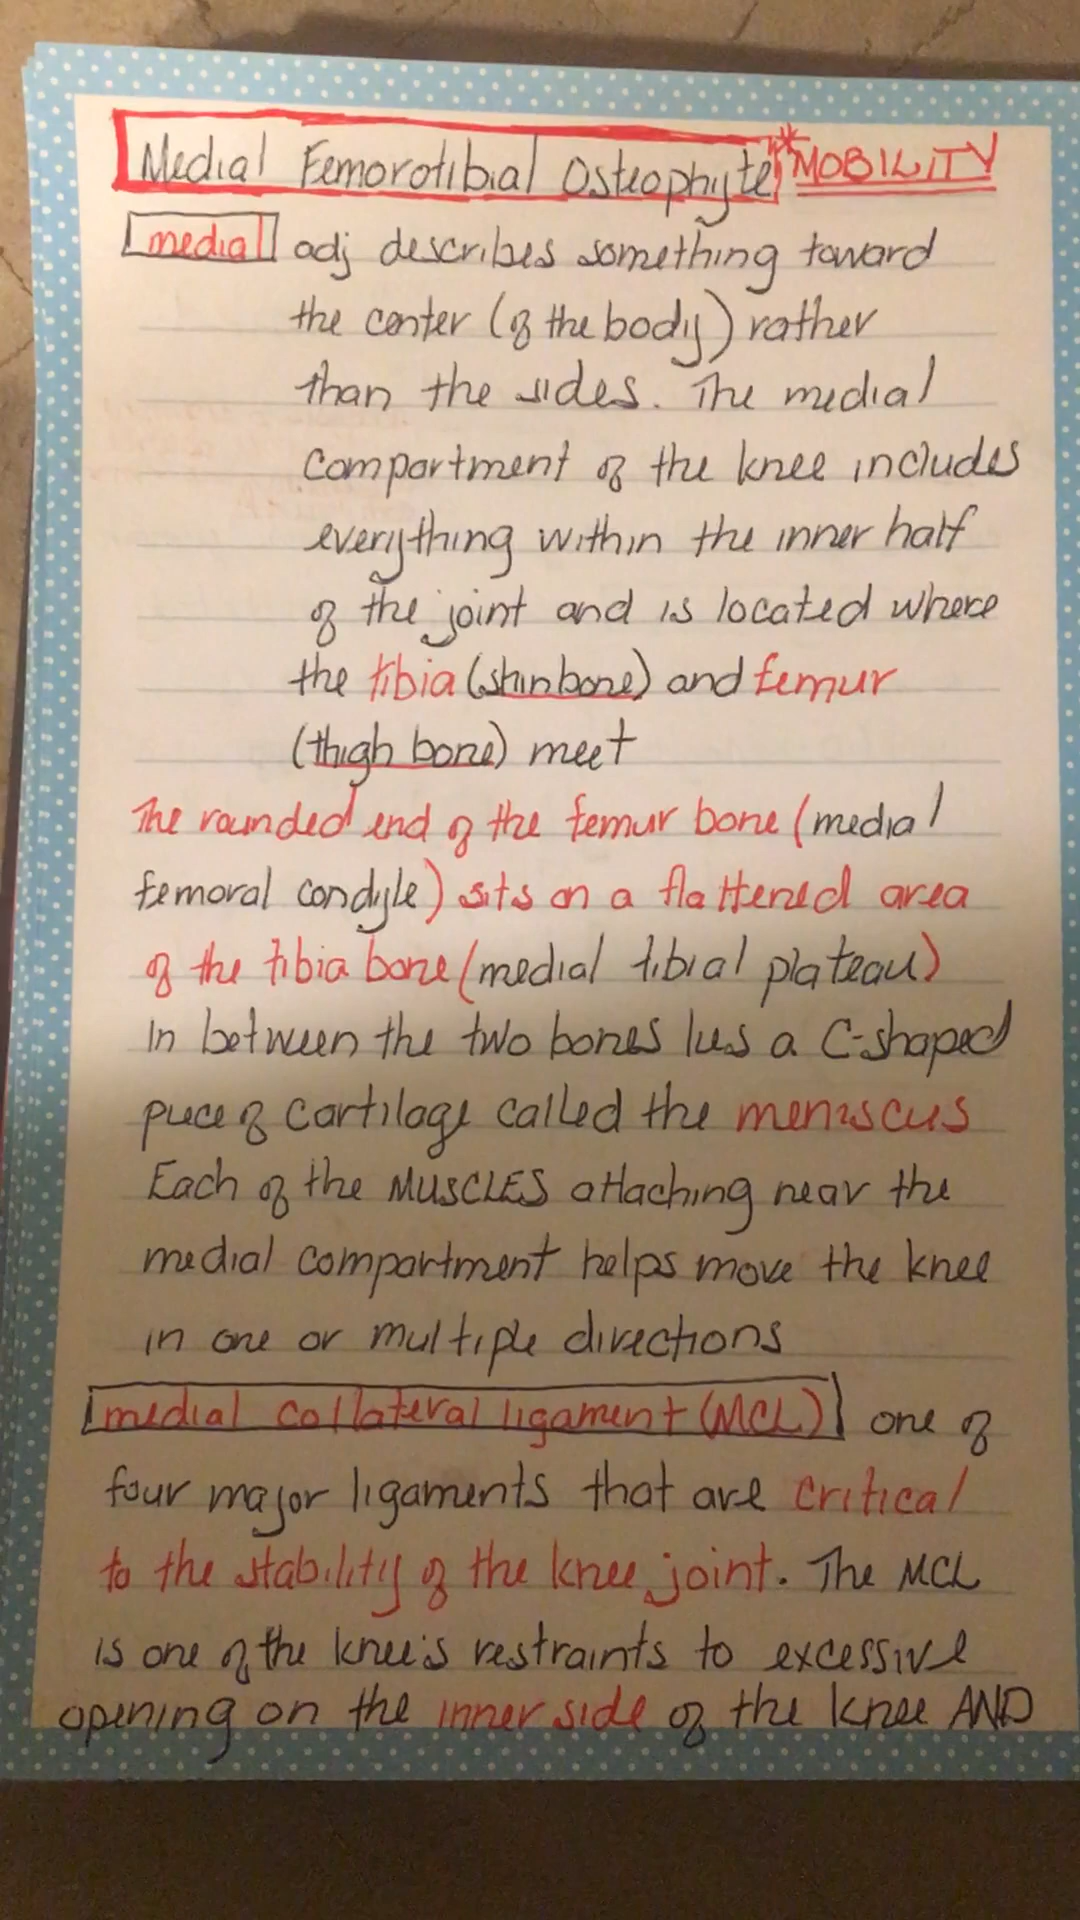 Medial Femorotibial Osteophyte *MOBILITY
medial adj describes something toward
the center (of the body) rather
than the sides. The medial
compartment of the knee includes
everything within the inner half
of the joint and is located where
the tibia (shinbone) and femur
(thigh bone) meet
The rounded end of the femur bone (medial
femoral condyle) sits on a flattened area
of the tibia bone (medial tibial plateau)
In between the two bones lies a C-shaped
piece of cartilage called the meniscus
Each of the MUSCLES attaching near the
medial compartment helps move the knee
in one or multiple directions
medial collateral ligament (MCL) one of
four major ligaments that are critical
to the stability of the knee joint. The MCL
is one of the knee's restraints to excessive
opening on the inner side of the knee AND